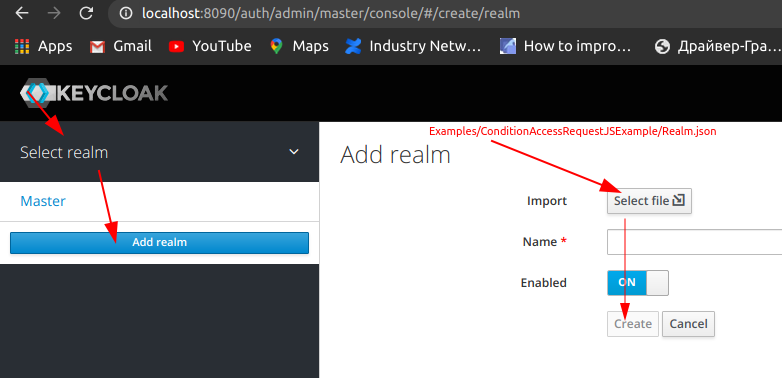 localhost:8090/auth/admin/master/console/#/create/realm
Apps Gmail YouTube Maps Industry Netw... How to impro... Драйвер-Гра...
KEYCLOAK
Select realm
Master
Add realm
Examples/ConditionAccessRequestJSExample/Realm.json
Add realm
Import Select file
Name *
Enabled ON
Create Cancel